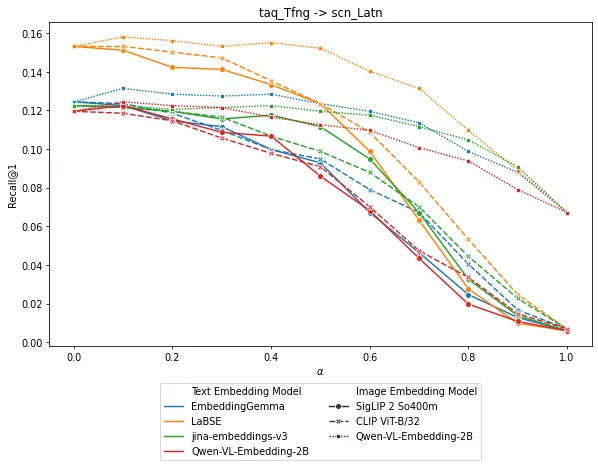 taq_Tfng -> scn_Latn
0.16
0.14
0.12
0.10
0.08
0.06
0.04
0.02
0.00
Recall@1
0.0 0.2 0.4 0.6 0.8 1.0
α
Text Embedding Model
EmbeddingGemma
LaBSE
jina-embeddings-v3
Qwen-VL-Embedding-2B
Image Embedding Model
SigLIP 2 So400m
CLIP ViT-B/32
Qwen-VL-Embedding-2B